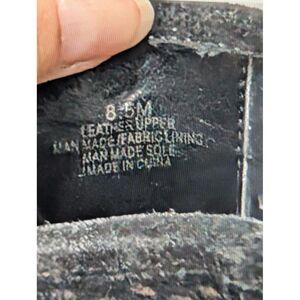 8.5M
LEATHER UPPER
MAN MADE/FABRIC LINING
MAN MADE SOLE
MADE IN CHINA